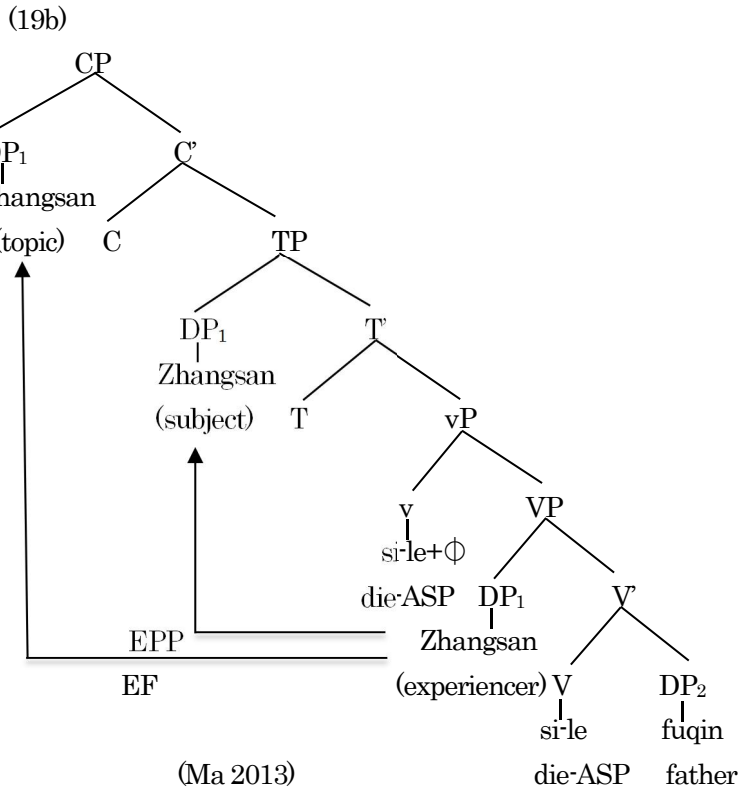 (19b)
CP
P₁ C'
hangsan
(topic) C TP
DP₁ T'
Zhangsan
(subject) T vP
v VP
si-le+Φ
die-ASP DP₁ V'
EPP Zhangsan
EF (experiencer) V DP₂
si-le fuqin
(Ma 2013) die-ASP father